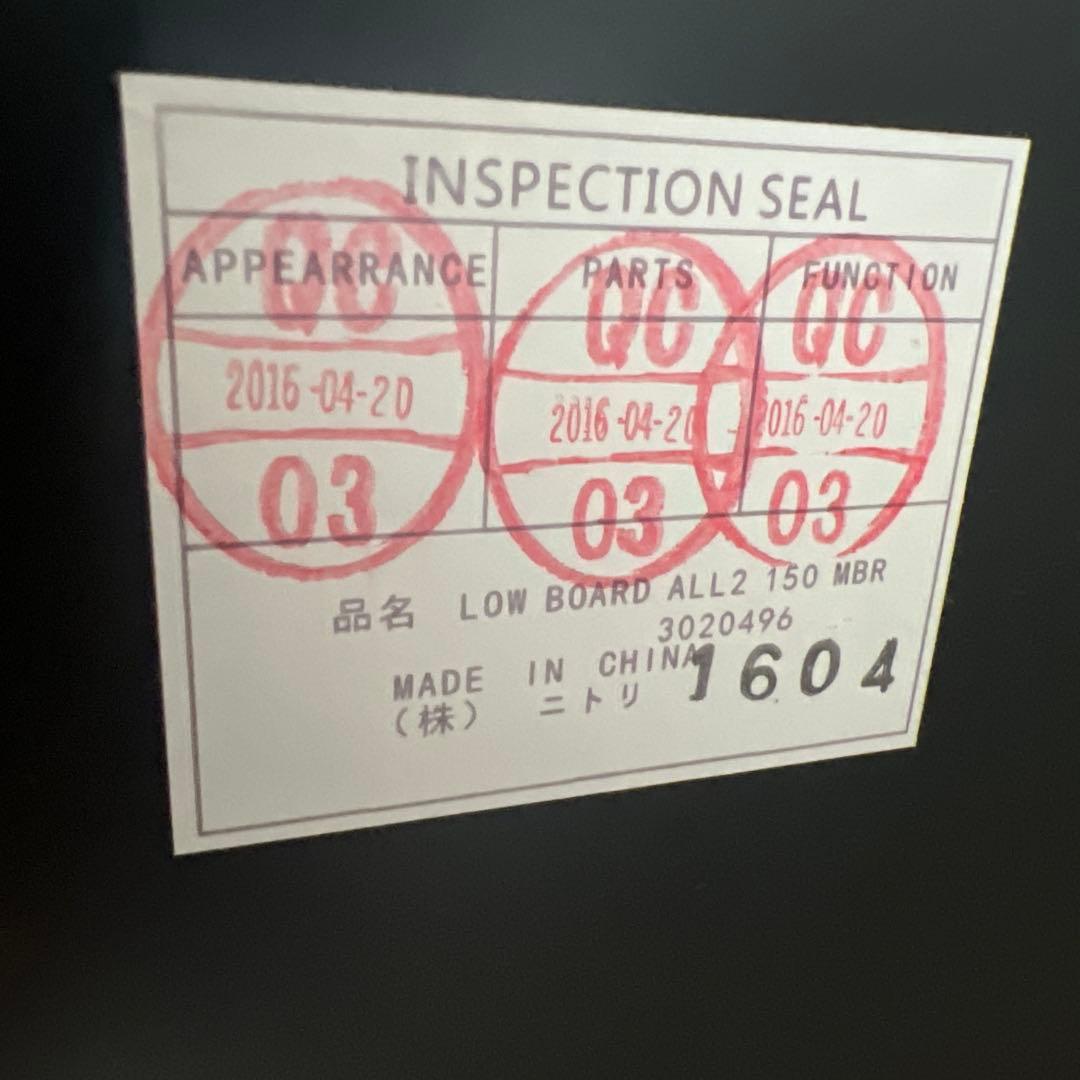 INSPECTION SEAL
APPEARRANCE PARTS FUNCTION
QC QC QC
2016-04-20 2016-04-20 2016-04-20
03 03 03
品名 LOW BOARD ALL2 150 MBR
3020496
MADE IN CHINA 1604
(株) ニトリ